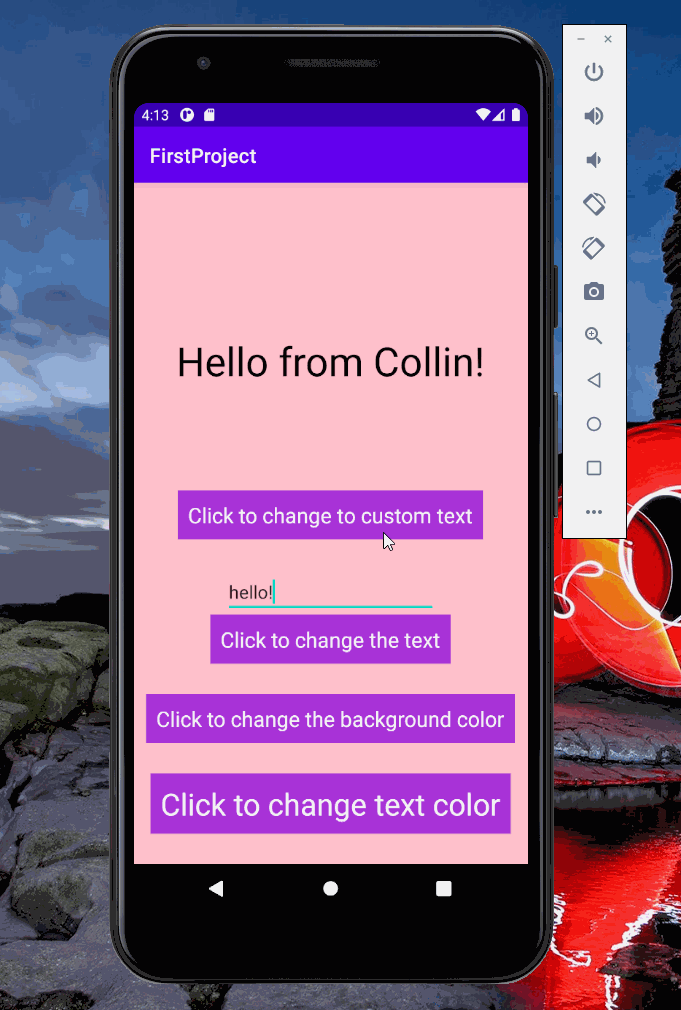 4:13
FirstProject
Hello from Collin!
Click to change to custom text
hello!
Click to change the text
Click to change the background color
Click to change text color